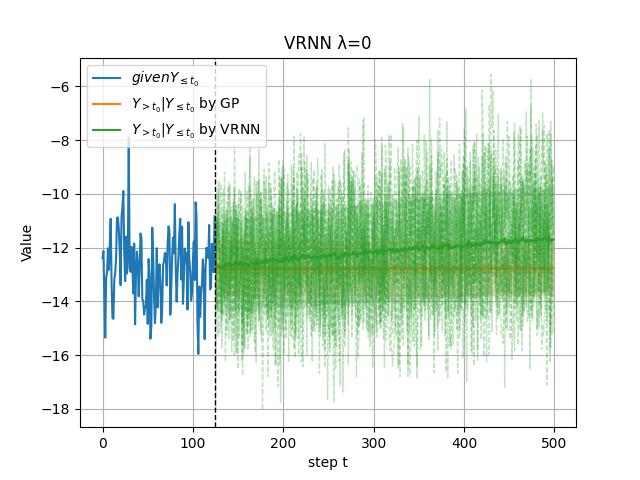 VRNN λ=0
given Y≤t₀
Y>t₀|Y≤t₀ by GP
Y>t₀|Y≤t₀ by VRNN
Value
−6
−8
−10
−12
−14
−16
−18
0 100 200 300 400 500
step t